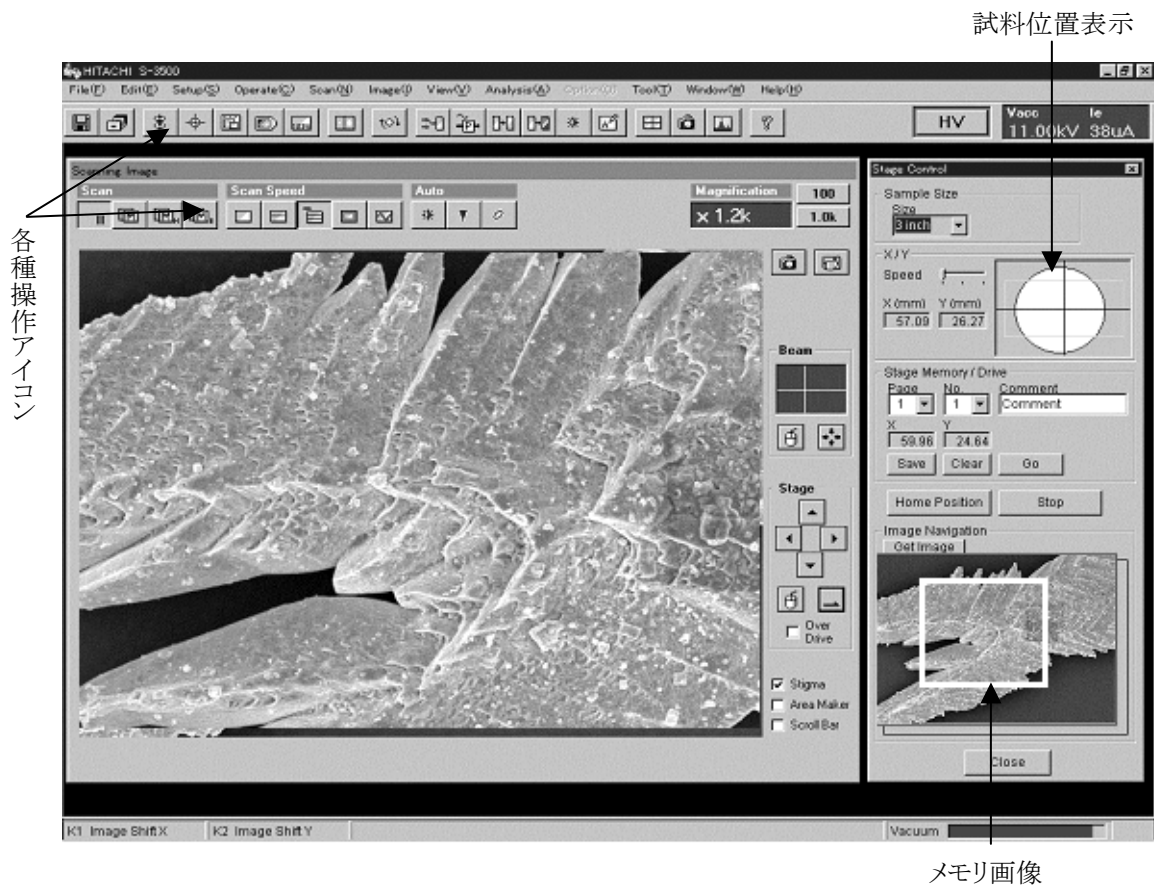 試料位置表示
HITACHI S-3500
File(F) Edit(E) Setup(S) Operate(C) Scan(N) Image(I) View(V) Analysis(A) Option(O) Tool(T) Window(W) Help(H)
HV
Vacc Ie
11.00kV 38uA
Scanning Image
Scan Scan Speed Auto Magnification 100
x 1.2k 1.0k
各種操作アイコン
Beam
Stage
Over
Drive
Stigma
Area Maker
Scroll Bar
Stage Control
Sample Size
Size
3 inch
X/Y
Speed
X (mm) Y (mm)
57.09 26.27
Stage Memory / Drive
Page No. Comment
1 1 Comment
X Y
59.96 24.64
Save Clear Go
Home Position Stop
Image Navigation
Get Image
Close
K1 Image Shift X K2 Image Shift Y Vacuum
メモリ画像